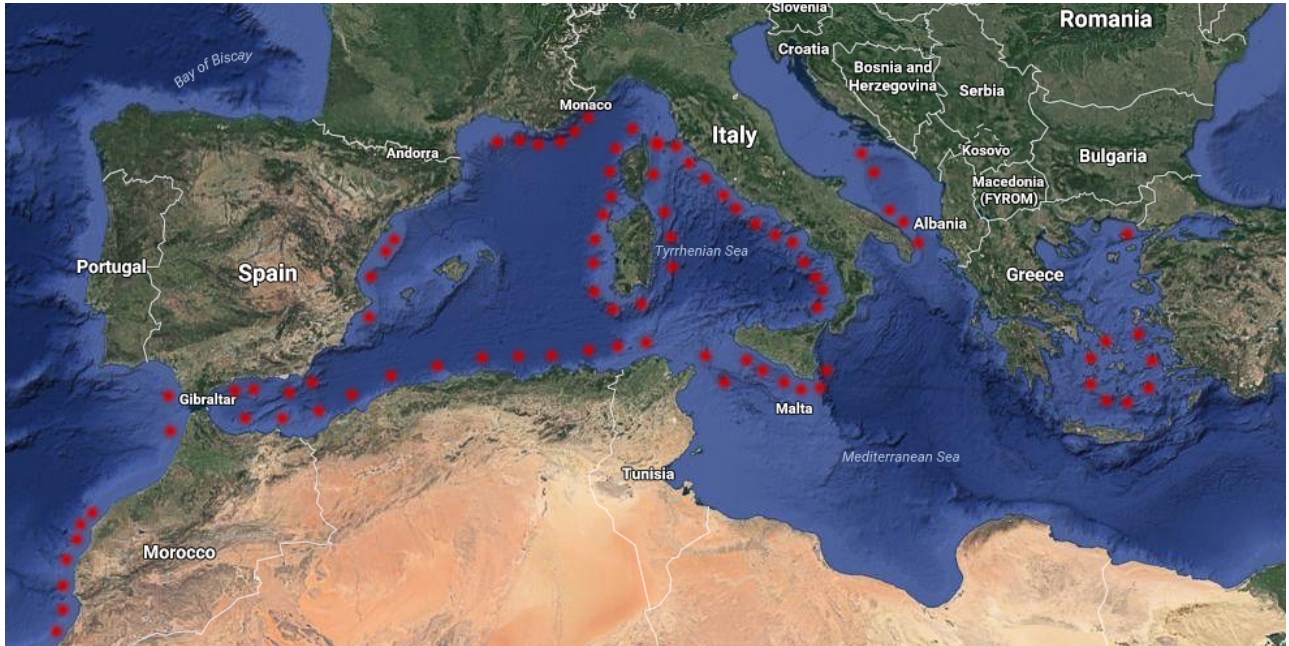 Slovenia
Romania
Croatia
Bay of Biscay
Bosnia and
Herzegovina
Serbia
Monaco
Italy
Andorra
Kosovo
Bulgaria
Macedonia
(FYROM)
Albania
Portugal
Spain
Tyrrhenian Sea
Greece
Gibraltar
Malta
Mediterranean Sea
Tunisia
Morocco